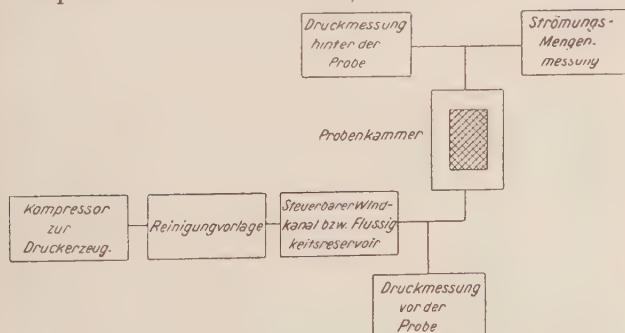 Druckmessung
hinter der
Probe
Strömungs-
Mengen-
messung
Probenkammer
Kompressor
zur
Druckerzeug.
Reinigungvorlage
Steuerbarer Wind-
kanal bzw. Flüssig
keitsreservoir
Druckmessung
vor der
Probe